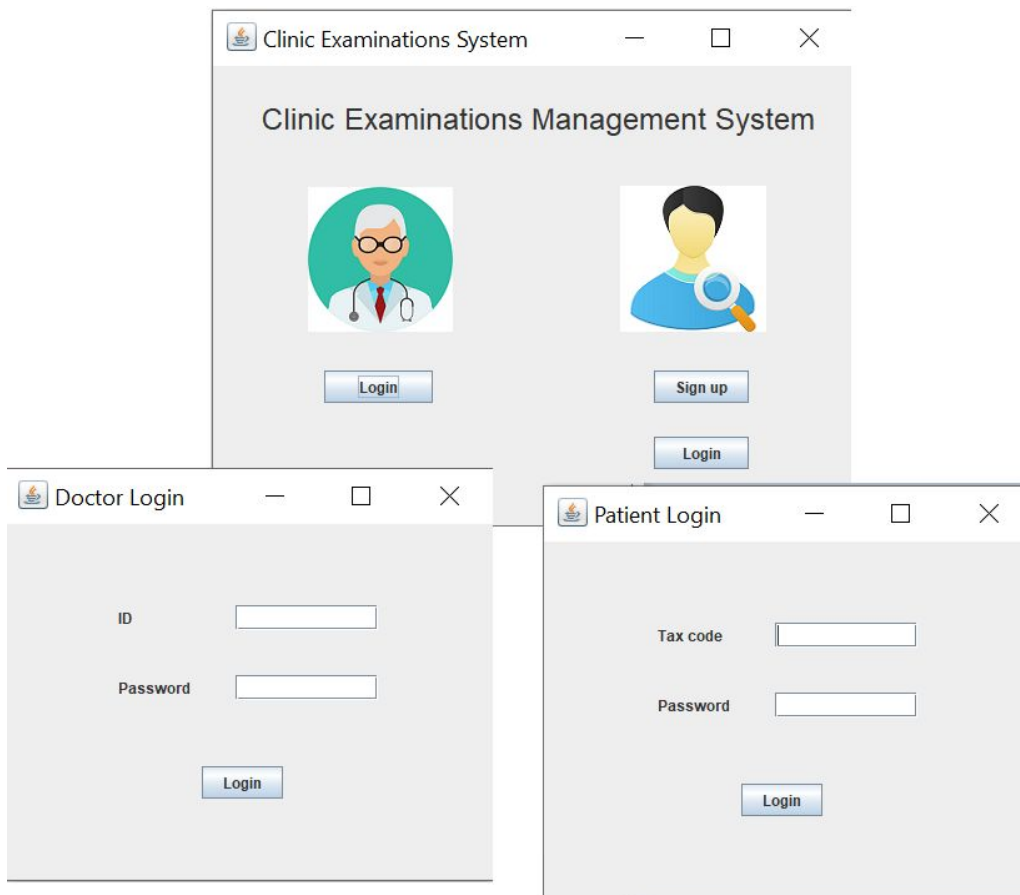 Clinic Examinations System
Clinic Examinations Management System
Login
Sign up
Login
Doctor Login
ID
Password
Login
Patient Login
Tax code
Password
Login